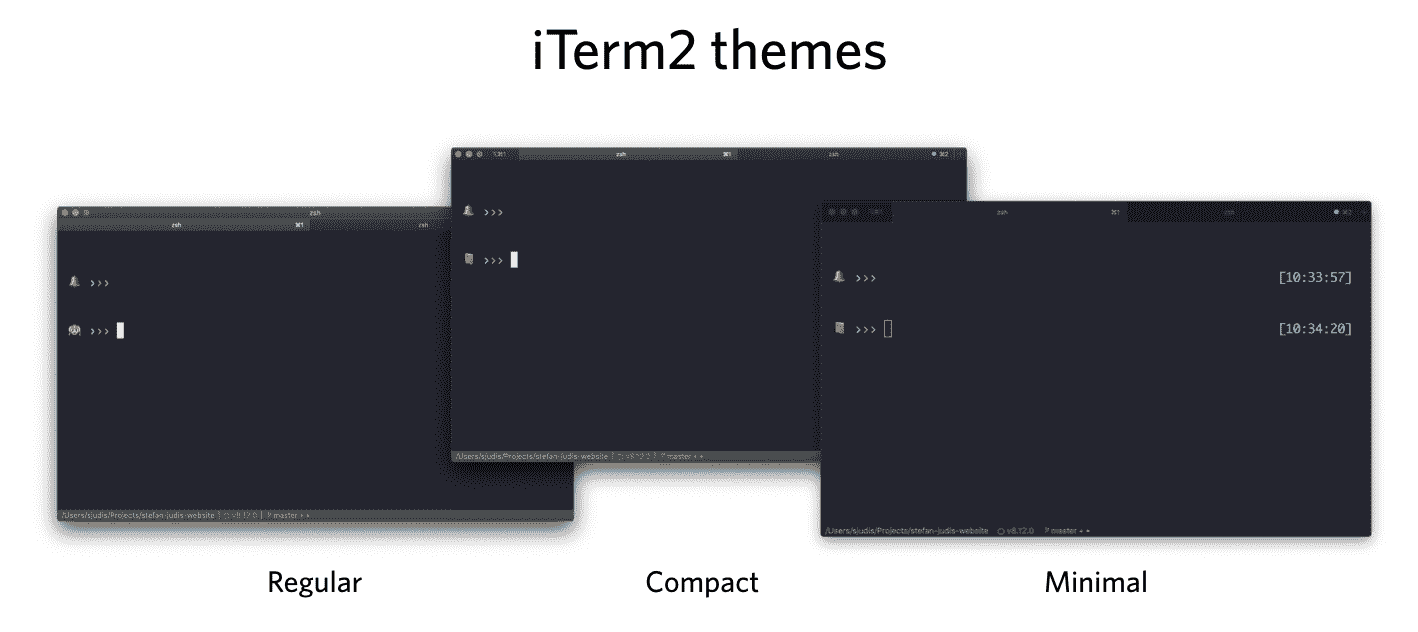 iTerm2 themes
zsh
zsh ⌘1 zsh
>>>
>>>
/Users/sjudis/Projects/stefan-judis-website | v8.12.0 | master
zsh ⌘1 zsh ⌘2
>>>
>>>
/Users/sjudis/Projects/stefan-judis-website | v8.12.0 | master
zsh ⌘1 zsh ⌘2
>>> [10:33:57]
>>> [10:34:20]
/Users/sjudis/Projects/stefan-judis-website v8.12.0 master
Regular Compact Minimal